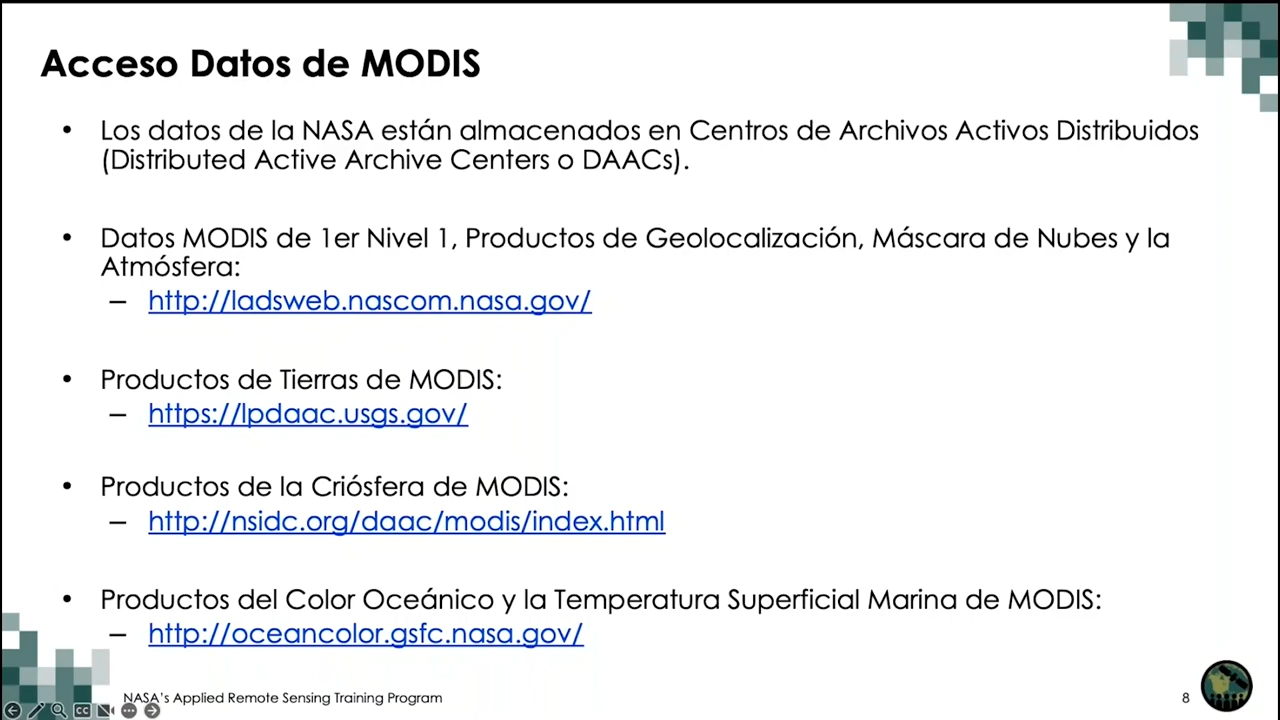 Acceso Datos de MODIS
• Los datos de la NASA están almacenados en Centros de Archivos Activos Distribuidos
(Distributed Active Archive Centers o DAACs).
• Datos MODIS de 1er Nivel 1, Productos de Geolocalización, Máscara de Nubes y la
Atmósfera:
– http://ladsweb.nascom.nasa.gov/
• Productos de Tierras de MODIS:
– https://lpdaac.usgs.gov/
• Productos de la Criósfera de MODIS:
– http://nsidc.org/daac/modis/index.html
• Productos del Color Oceánico y la Temperatura Superficial Marina de MODIS:
– http://oceancolor.gsfc.nasa.gov/
NASA's Applied Remote Sensing Training Program
8
CC